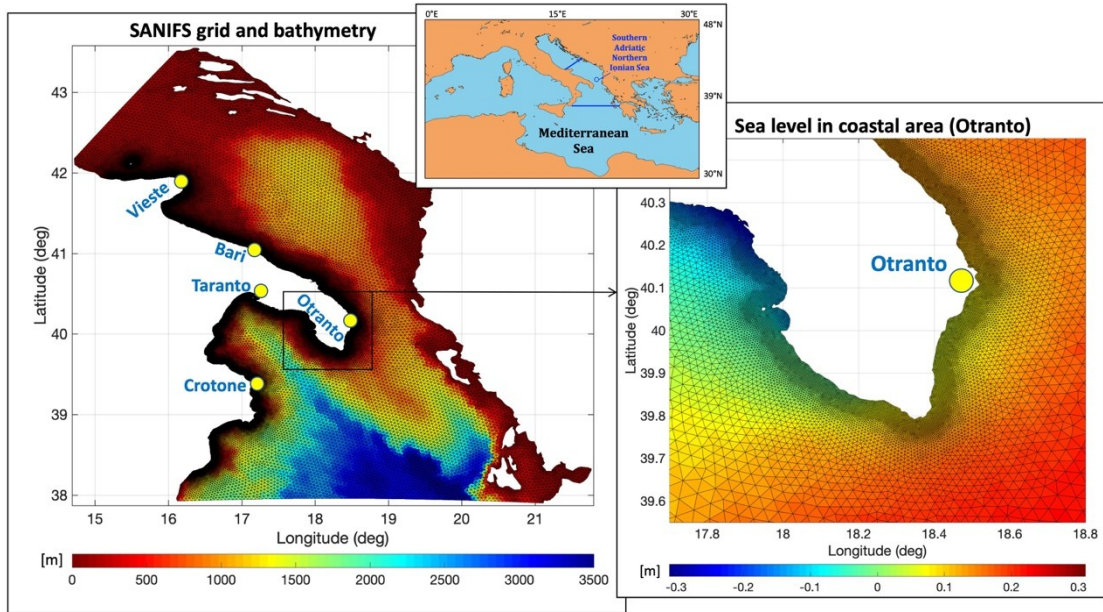 SANIFS grid and bathymetry
43
42
41
40
39
38
Latitude (deg)
Vieste
Bari
Taranto
Otranto
Crotone
15
16
17
18
19
20
21
Longitude (deg)
[m]
0
500
1000
1500
2000
2500
3000
3500
0°E
15°E
30°E
48°N
39°N
30°N
Southern
Adriatic
Northern
Ionian Sea
Mediterranean
Sea
Sea level in coastal area (Otranto)
40.3
40.2
40.1
40
39.9
39.8
39.7
39.6
Latitude (deg)
Otranto
17.8
18
18.2
18.4
18.6
18.8
Longitude (deg)
[m]
-0.3
-0.2
-0.1
0
0.1
0.2
0.3